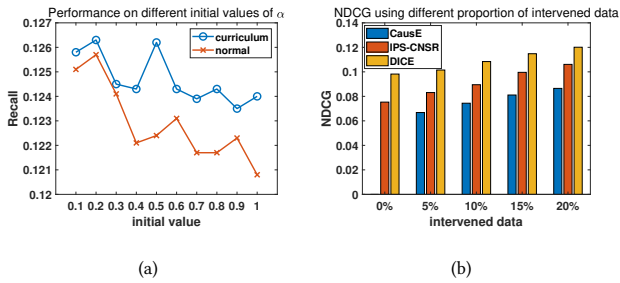 Performance on different initial values of α
0.127
0.126
0.125
0.124
0.123
0.122
0.121
0.12
Recall
curriculum
normal
0.1 0.2 0.3 0.4 0.5 0.6 0.7 0.8 0.9 1
initial value
(a)
NDCG using different proportion of intervened data
0.14
0.12
0.1
0.08
0.06
0.04
0.02
0
NDCG
CausE
IPS-CNSR
DICE
0% 5% 10% 15% 20%
intervened data
(b)